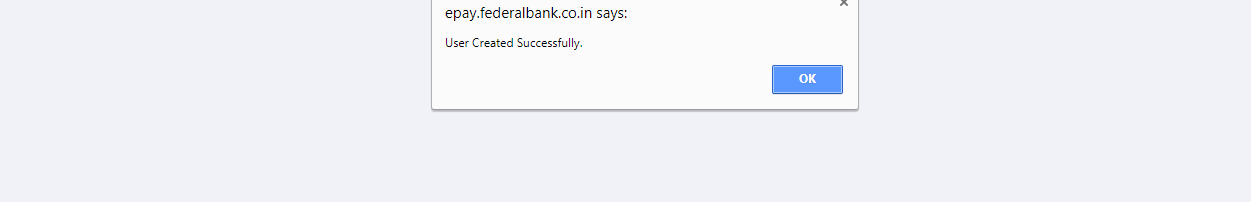 epay.federalbank.co.in says:
User Created Successfully.
OK